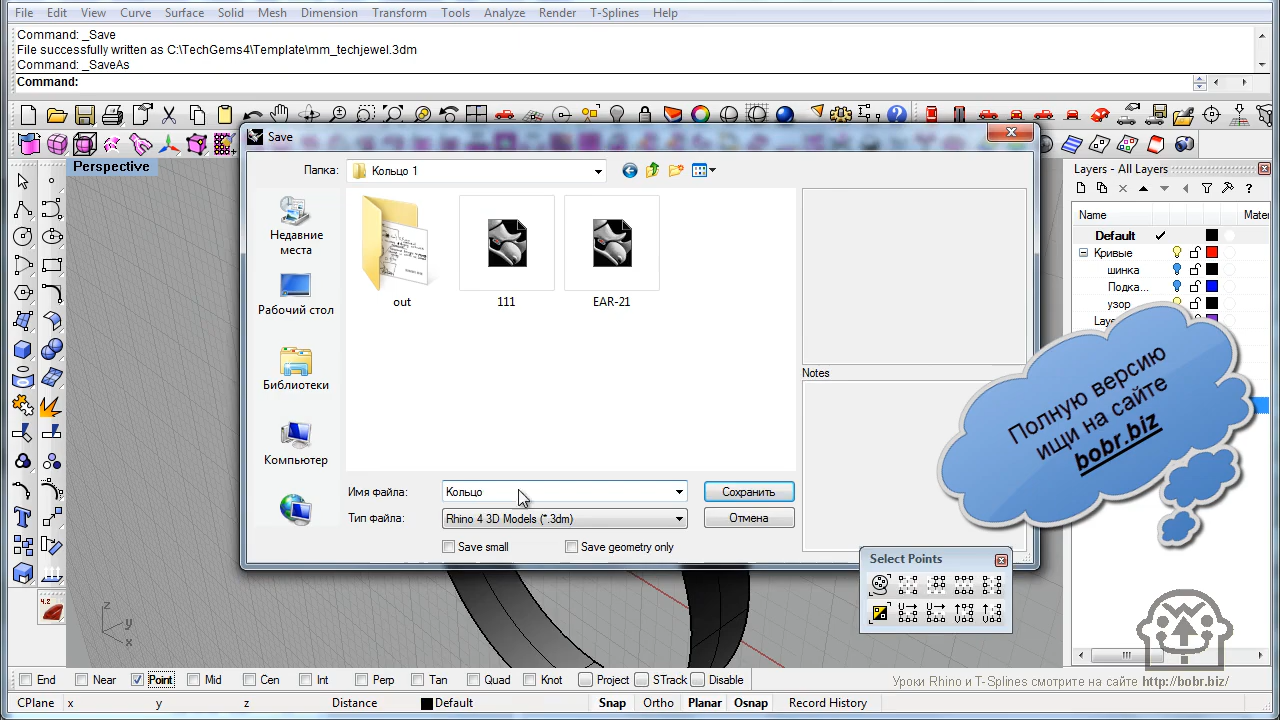 File Edit View Curve Surface Solid Mesh Dimension Transform Tools Analyze Render T-Splines Help
Command: _Save
File successfully written as C:\TechGems4\Template\mm_techjewel.3dm
Command: _SaveAs
Command:
Save
Perspective
Папка: Кольцо 1
Layers - All Layers
Недавние
места
Рабочий стол
Библиотеки
Компьютер
out 111 EAR-21
Notes
Name Mater
Default
Кривые
шинка
Подка...
узор
Полную версию
ищи на сайте
bobr.biz
Имя файла: Кольцо Сохранить
Тип файла: Rhino 4 3D Models (*.3dm) Отмена
Save small Save geometry only
Select Points
4.2
z
y
x
End Near Point Mid Cen Int Perp Tan Quad Knot Project STrack Disable
Уроки Rhino и T-Splines смотрите на сайте http://bobr.biz/
CPlane x y z Distance Default Snap Ortho Planar Osnap Record History